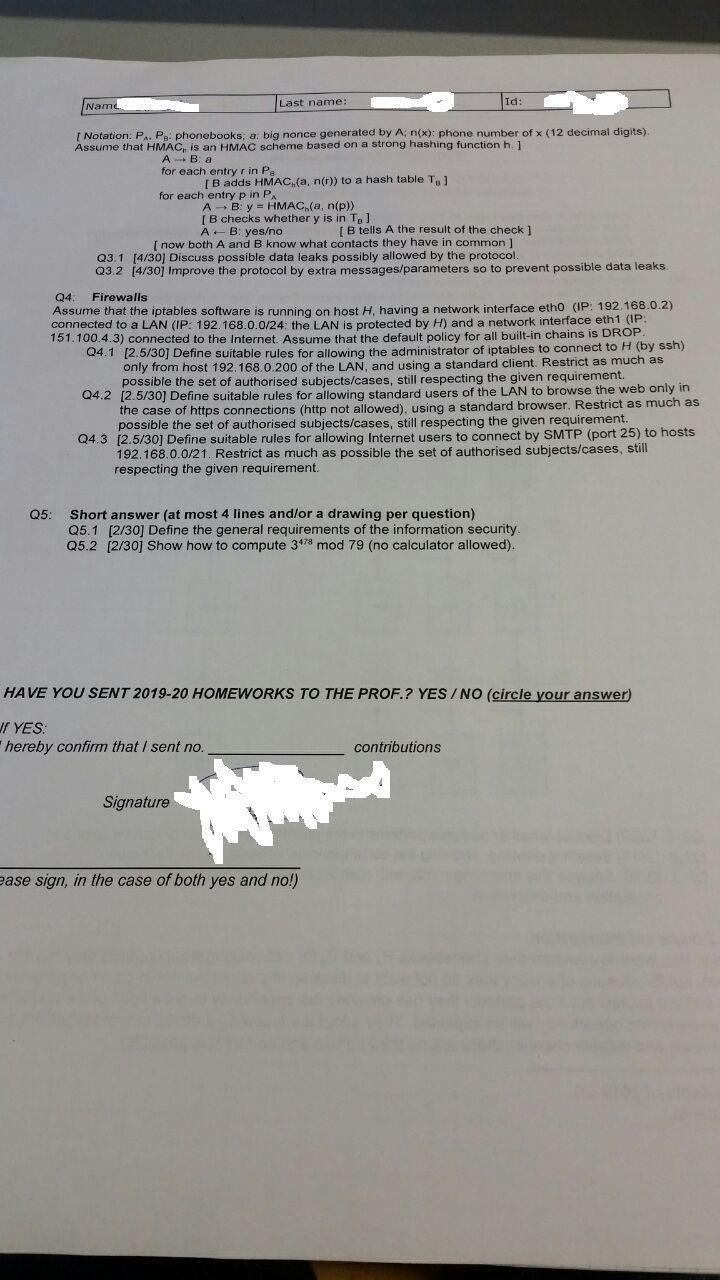 Name
Last name:
Id:
[ Notation: PA, PB: phonebooks; a: big nonce generated by A; n(x): phone number of x (12 decimal digits).
Assume that HMACh is an HMAC scheme based on a strong hashing function h. ]
A → B: a
for each entry r in PB
[ B adds HMACh(a, n(r)) to a hash table TB ]
for each entry p in PA
A → B: y = HMACh(a, n(p))
[ B checks whether y is in TB ]
A ← B: yes/no [ B tells A the result of the check ]
[ now both A and B know what contacts they have in common ]
Q3.1 [4/30] Discuss possible data leaks possibly allowed by the protocol.
Q3.2 [4/30] Improve the protocol by extra messages/parameters so to prevent possible data leaks.
Q4: Firewalls
Assume that the iptables software is running on host H, having a network interface eth0 (IP: 192.168.0.2)
connected to a LAN (IP: 192.168.0.0/24: the LAN is protected by H) and a network interface eth1 (IP:
151.100.4.3) connected to the Internet. Assume that the default policy for all built-in chains is DROP.
Q4.1 [2.5/30] Define suitable rules for allowing the administrator of iptables to connect to H (by ssh)
only from host 192.168.0.200 of the LAN, and using a standard client. Restrict as much as
possible the set of authorised subjects/cases, still respecting the given requirement.
Q4.2 [2.5/30] Define suitable rules for allowing standard users of the LAN to browse the web only in
the case of https connections (http not allowed), using a standard browser. Restrict as much as
possible the set of authorised subjects/cases, still respecting the given requirement.
Q4.3 [2.5/30] Define suitable rules for allowing Internet users to connect by SMTP (port 25) to hosts
192.168.0.0/21. Restrict as much as possible the set of authorised subjects/cases, still
respecting the given requirement.
Q5: Short answer (at most 4 lines and/or a drawing per question)
Q5.1 [2/30] Define the general requirements of the information security.
Q5.2 [2/30] Show how to compute 3^478 mod 79 (no calculator allowed).
HAVE YOU SENT 2019-20 HOMEWORKS TO THE PROF.? YES / NO (circle your answer)
If YES:
hereby confirm that I sent no. ______________ contributions
Signature
ease sign, in the case of both yes and no!)